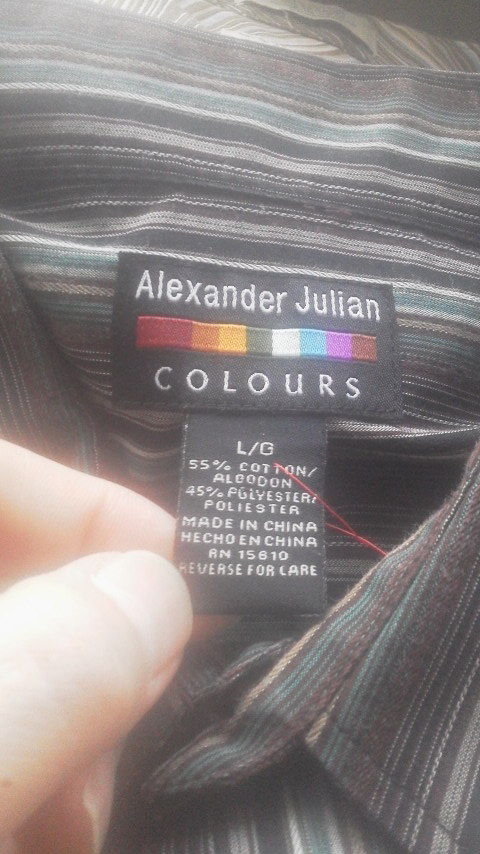 Alexander Julian
COLOURS
L/G
55% COTTON/
ALGODON
45% POLYESTER/
POLIESTER
MADE IN CHINA
HECHO EN CHINA
RN 15610
REVERSE FOR CARE